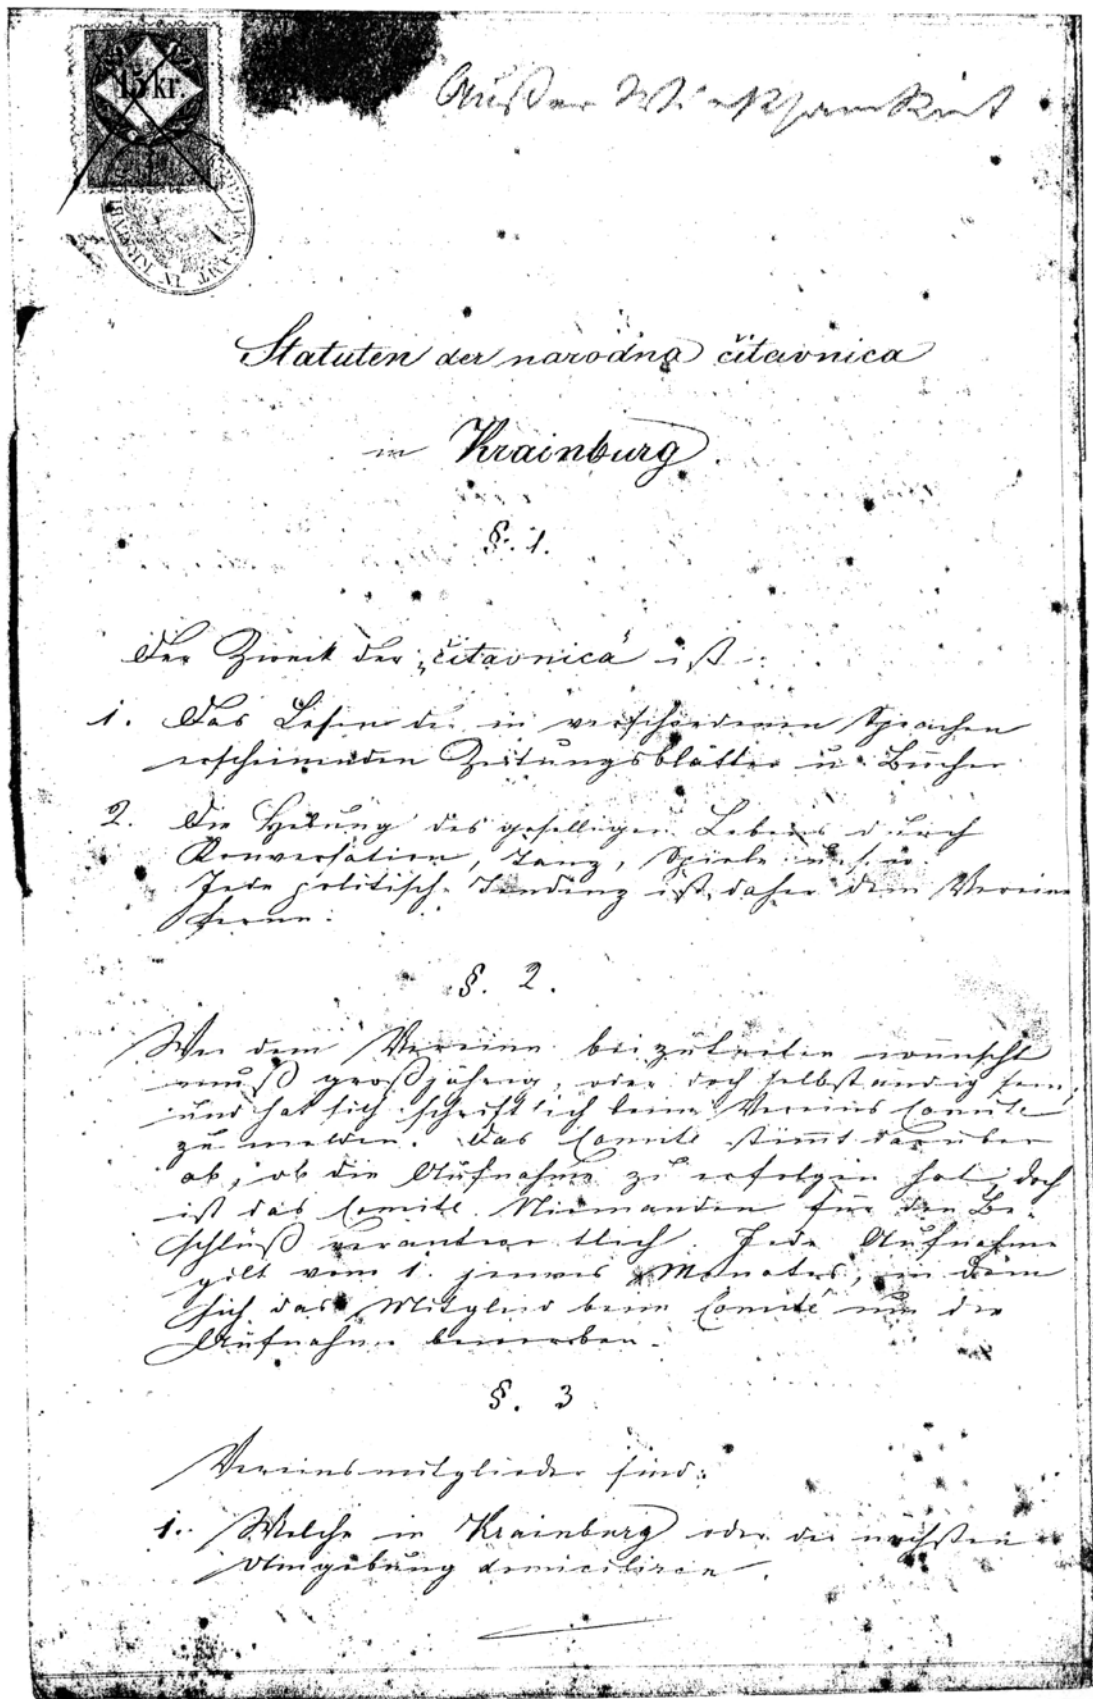 15 kr.
Außer Wirksamkeit
Statuten der narodna čitavnica
in Krainburg.
§. 1.
Der Zweck der „čitavnica“ ist:
1. Das Lesen der in verschiedenen Sprachen
erscheinenden Zeitungsblätter u. Bücher
2. Die Hebung des geselligen Lebens durch
Konversation, Tanz, Spiele u. s. w.
Jede politische Tendenz ist daher dem Vereine
ferne.
§. 2.
Wer dem Vereine beizutreten wünscht
muß großjährig, oder doch selbständig sein,
und hat sich schriftlich beim Vereins Comité
zu melden. Das Comité stimmt darüber
ab, ob die Aufnahme zu erfolgen hat, doch
ist das Comité Niemanden für den Be-
schluß verantwortlich. Jede Aufnahme
gilt vom 1. jenes Monates, in dem
sich das Mitglied beim Comité um die
Aufnahme beworben.
§. 3
Vereinsmitglieder sind:
1. Welche in Krainburg oder der nächsten
Umgebung domiciliren.